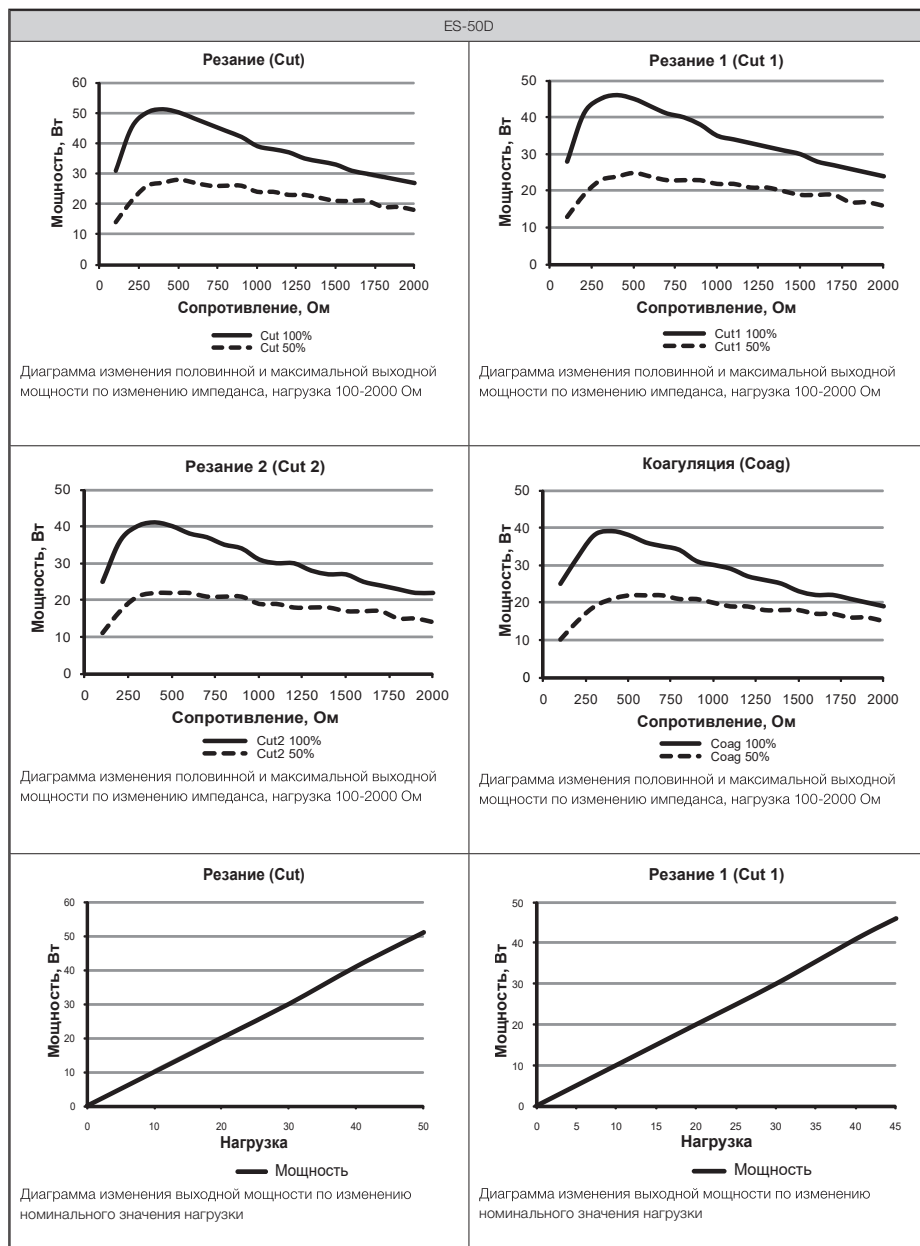 ES-50D
Резание (Cut)
60
50
40
30
20
10
0
Мощность, Вт
0 250 500 750 1000 1250 1500 1750 2000
Сопротивление, Ом
Cut 100%
Cut 50%
Диаграмма изменения половинной и максимальной выходной
мощности по изменению импеданса, нагрузка 100-2000 Ом
Резание 1 (Cut 1)
50
40
30
20
10
0
Мощность, Вт
0 250 500 750 1000 1250 1500 1750 2000
Сопротивление, Ом
Cut1 100%
Cut1 50%
Диаграмма изменения половинной и максимальной выходной
мощности по изменению импеданса, нагрузка 100-2000 Ом
Резание 2 (Cut 2)
50
40
30
20
10
0
Мощность, Вт
0 250 500 750 1000 1250 1500 1750 2000
Сопротивление, Ом
Cut2 100%
Cut2 50%
Диаграмма изменения половинной и максимальной выходной
мощности по изменению импеданса, нагрузка 100-2000 Ом
Коагуляция (Coag)
50
40
30
20
10
0
Мощность, Вт
0 250 500 750 1000 1250 1500 1750 2000
Сопротивление, Ом
Coag 100%
Coag 50%
Диаграмма изменения половинной и максимальной выходной
мощности по изменению импеданса, нагрузка 100-2000 Ом
Резание (Cut)
60
50
40
30
20
10
0
Мощность, Вт
0 10 20 30 40 50
Нагрузка
Мощность
Диаграмма изменения выходной мощности по изменению
номинального значения нагрузки
Резание 1 (Cut 1)
50
40
30
20
10
0
Мощность, Вт
0 5 10 15 20 25 30 35 40 45
Нагрузка
Мощность
Диаграмма изменения выходной мощности по изменению
номинального значения нагрузки